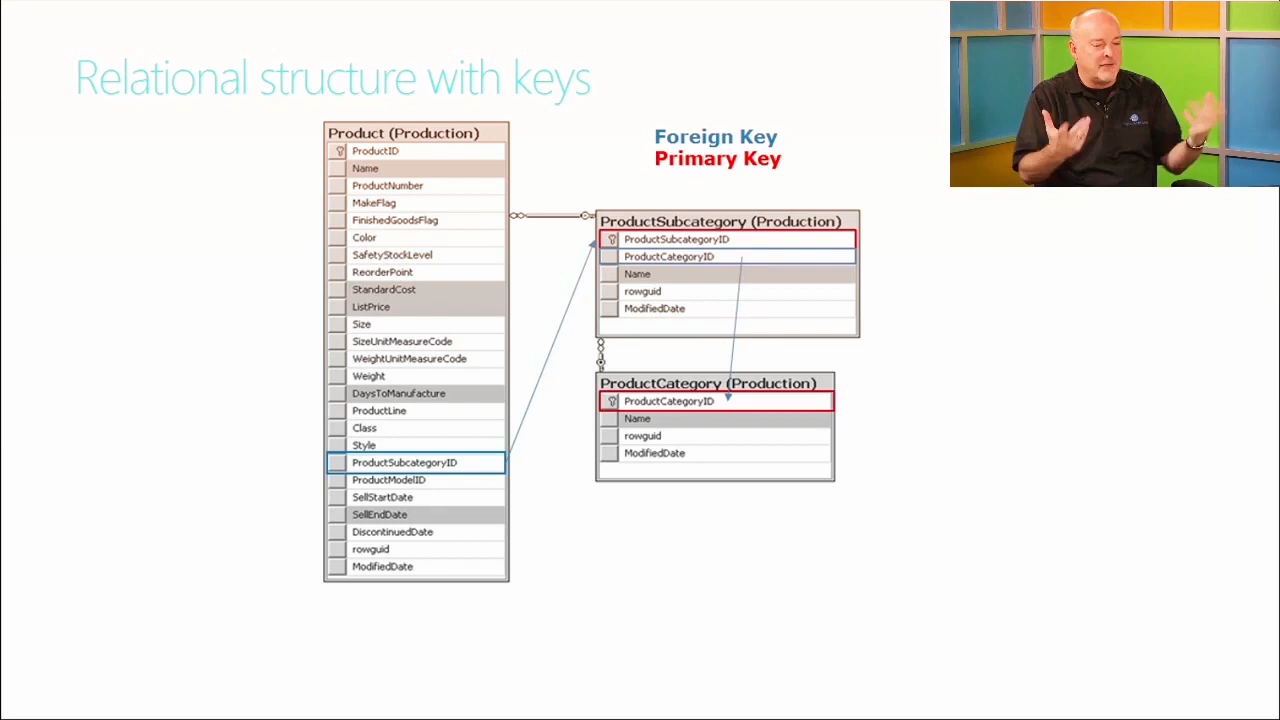 Relational structure with keys
Product (Production)
ProductID
Name
ProductNumber
MakeFlag
FinishedGoodsFlag
Color
SafetyStockLevel
ReorderPoint
StandardCost
ListPrice
Size
SizeUnitMeasureCode
WeightUnitMeasureCode
Weight
DaysToManufacture
ProductLine
Class
Style
ProductSubcategoryID
ProductModelID
SellStartDate
SellEndDate
DiscontinuedDate
rowguid
ModifiedDate
Foreign Key
Primary Key
ProductSubcategory (Production)
ProductSubcategoryID
ProductCategoryID
Name
rowguid
ModifiedDate
ProductCategory (Production)
ProductCategoryID
Name
rowguid
ModifiedDate